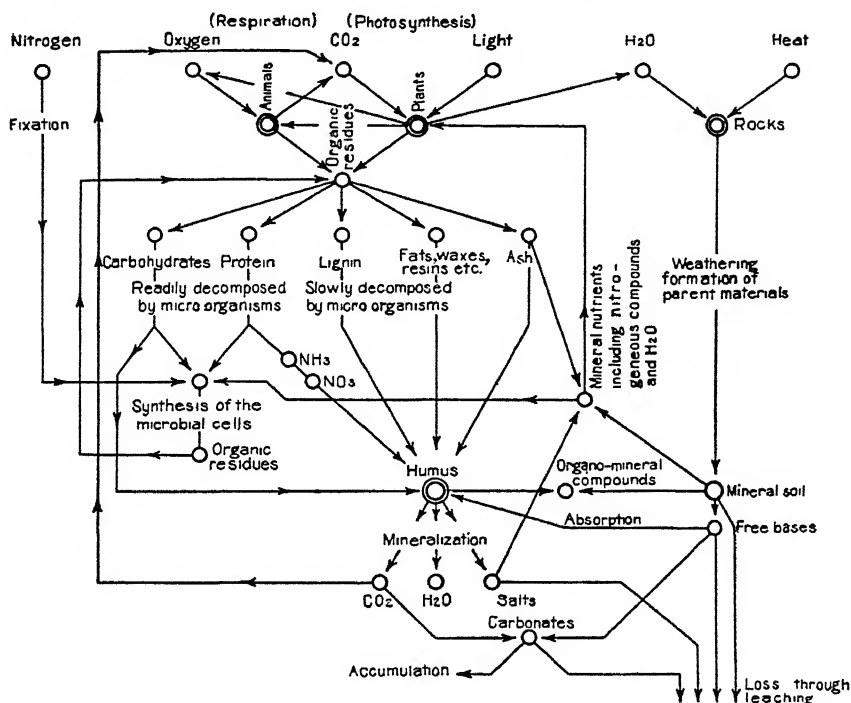 (Respiration) (Photosynthesis)
Nitrogen Oxygen CO2 Light H2O Heat
Fixation
Animals
Plants
Organic
residues
Rocks
Carbohydrates Protein Lignin Fats, waxes,
resins etc., Ash
Readily decomposed
by micro organisms
Slowly decomposed
by micro organisms
Weathering
formation of
parent materials
Mineral nutrients
including nitro-
geneous compounds
and H2O
NH3
NO3
Synthesis of the
microbial cells
Organic
residues
Humus
Organo-mineral
compounds
Mineral soil
Absorption
Free bases
Mineralization
CO2 H2O Salts
Carbonates
Accumulation
Loss through
leaching